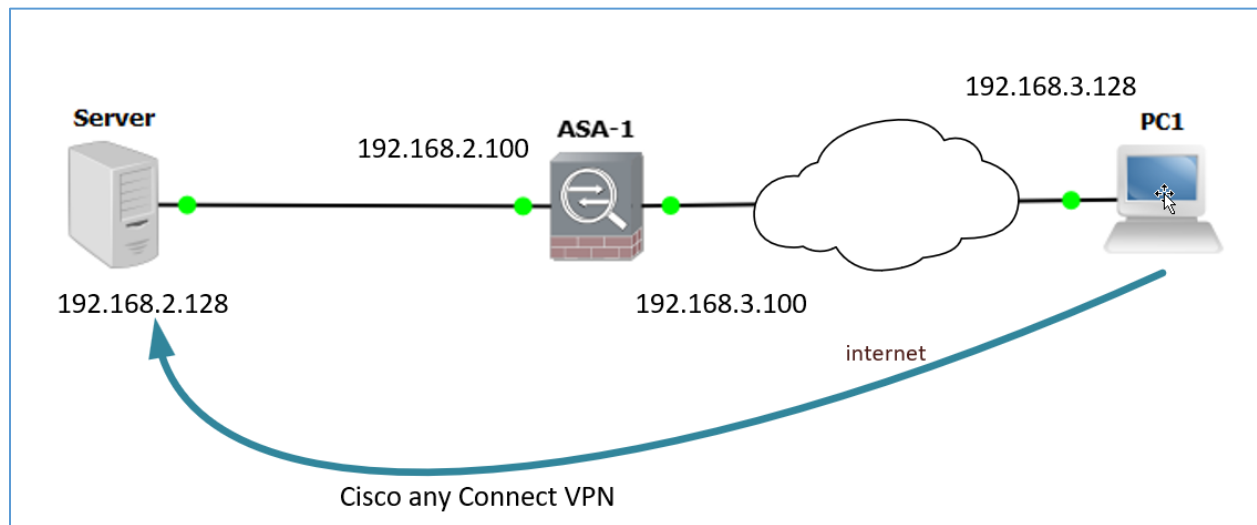 192.168.3.128
Server
ASA-1
PC1
192.168.2.100
192.168.2.128
192.168.3.100
internet
Cisco any Connect VPN